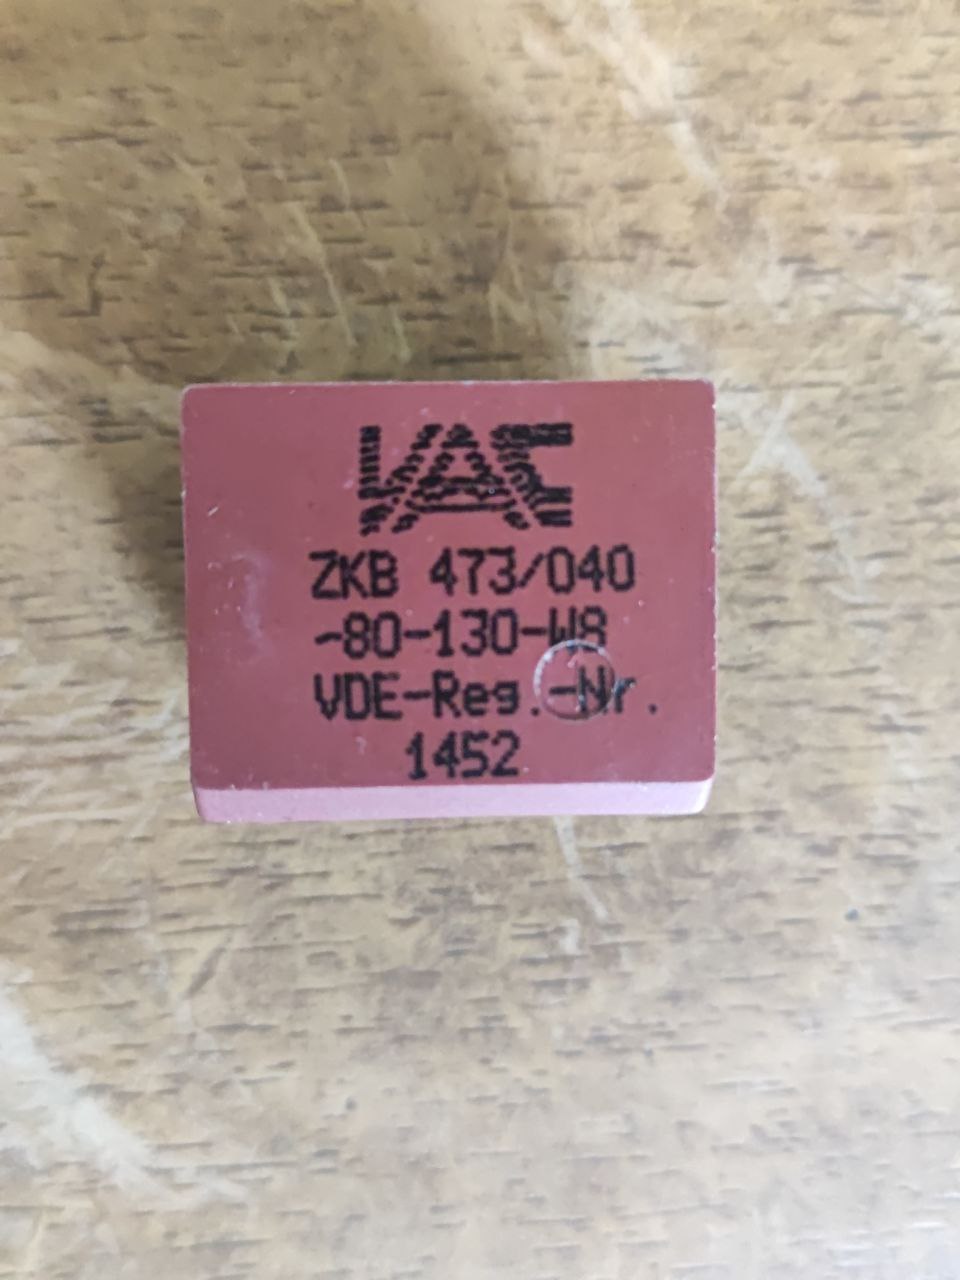 VAC
ZKB 473/040
-80-130-W8
VDE-Reg.-Nr.
1452